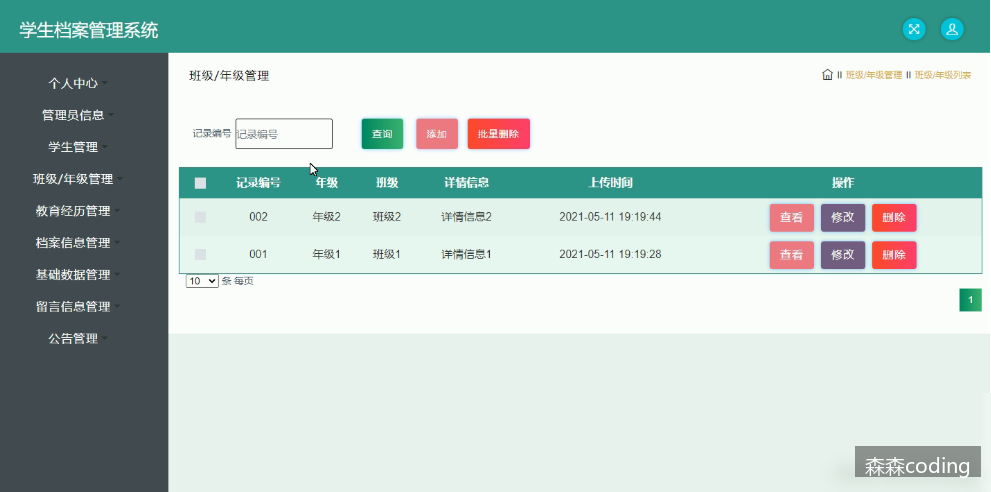 学生档案管理系统
个人中心
管理员信息
学生管理
班级/年级管理
教育经历管理
档案信息管理
基础数据管理
留言信息管理
公告管理
班级/年级管理
班级/年级管理 班级/年级列表
记录编号 记录编号 查询 添加 批量删除
记录编号 年级 班级 详情信息 上传时间 操作
002 年级2 班级2 详情信息2 2021-05-11 19:19:44 查看 修改 删除
001 年级1 班级1 详情信息1 2021-05-11 19:19:28 查看 修改 删除
10 条 每页
1
森森coding